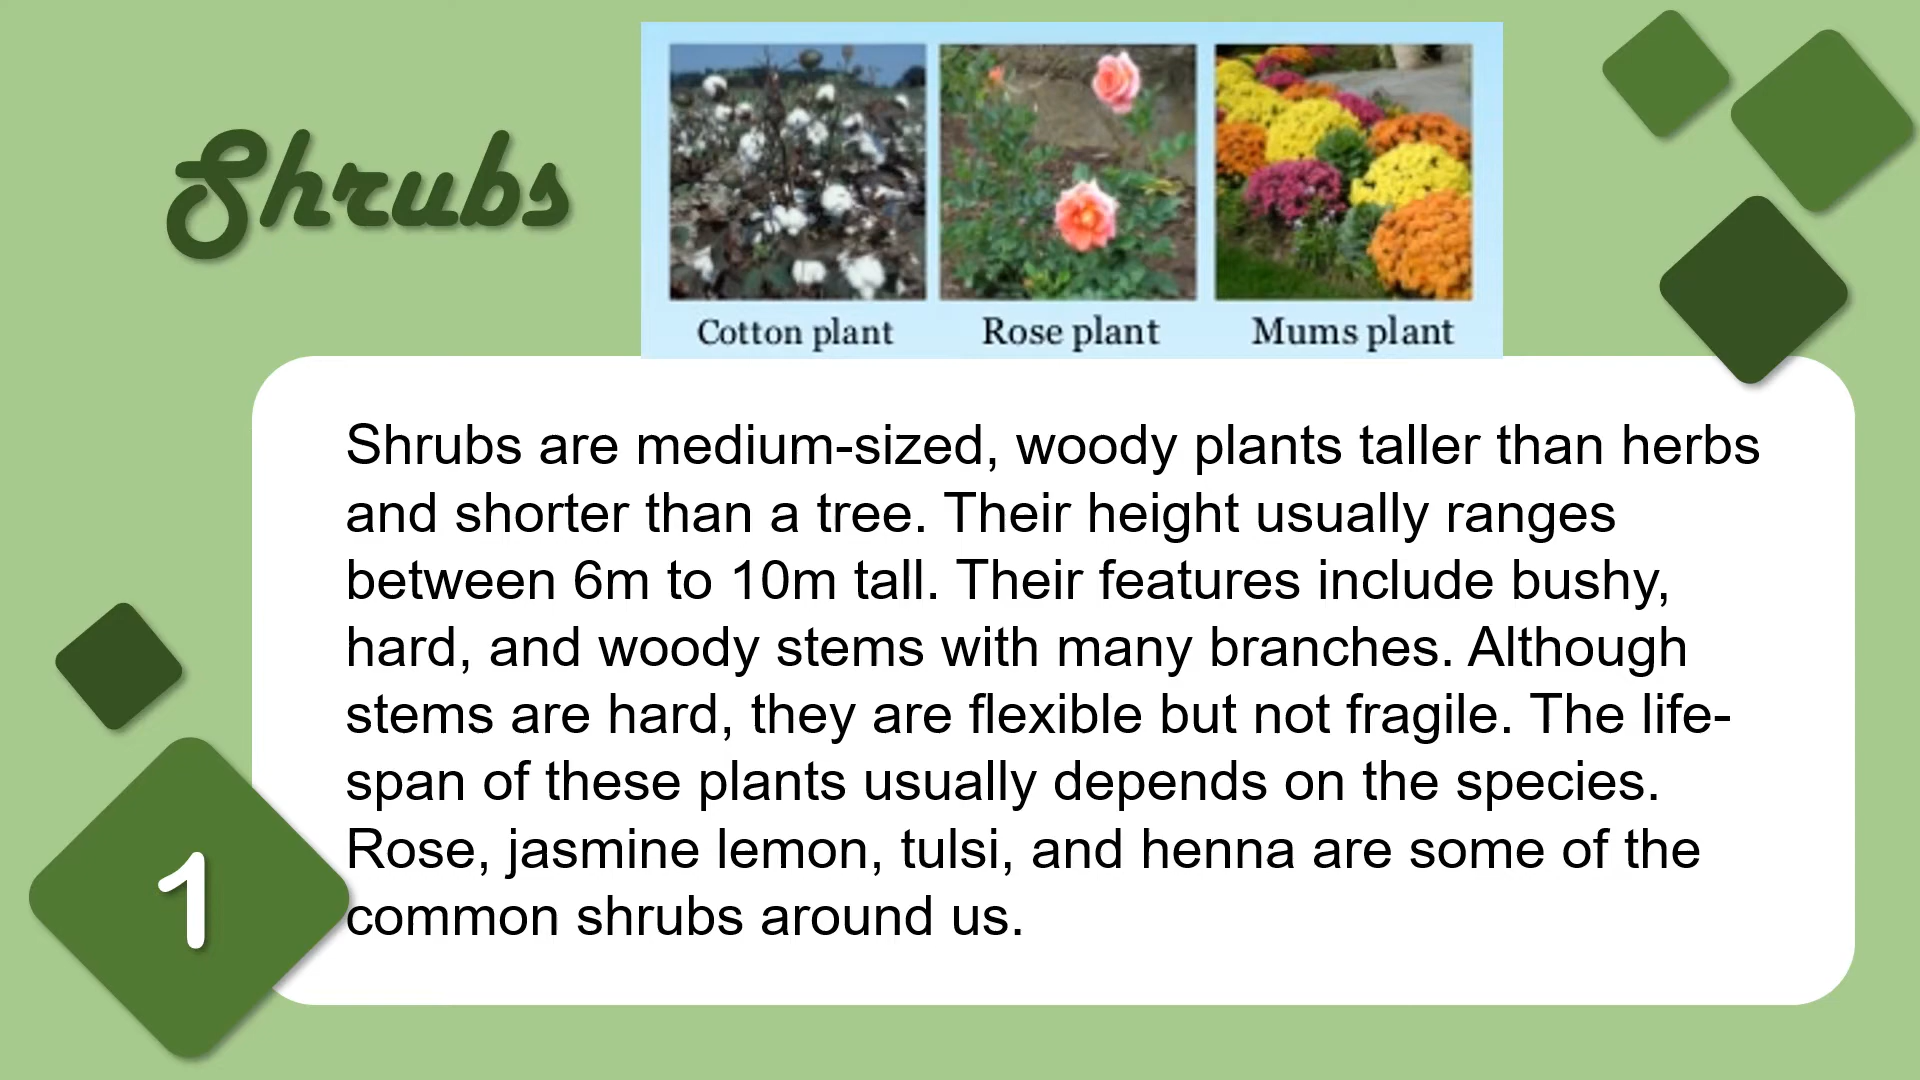 Shrubs
Cotton plant
Rose plant
Mums plant
Shrubs are medium-sized, woody plants taller than herbs
and shorter than a tree. Their height usually ranges
between 6m to 10m tall. Their features include bushy,
hard, and woody stems with many branches. Although
stems are hard, they are flexible but not fragile. The life-
span of these plants usually depends on the species.
Rose, jasmine lemon, tulsi, and henna are some of the
common shrubs around us.
1